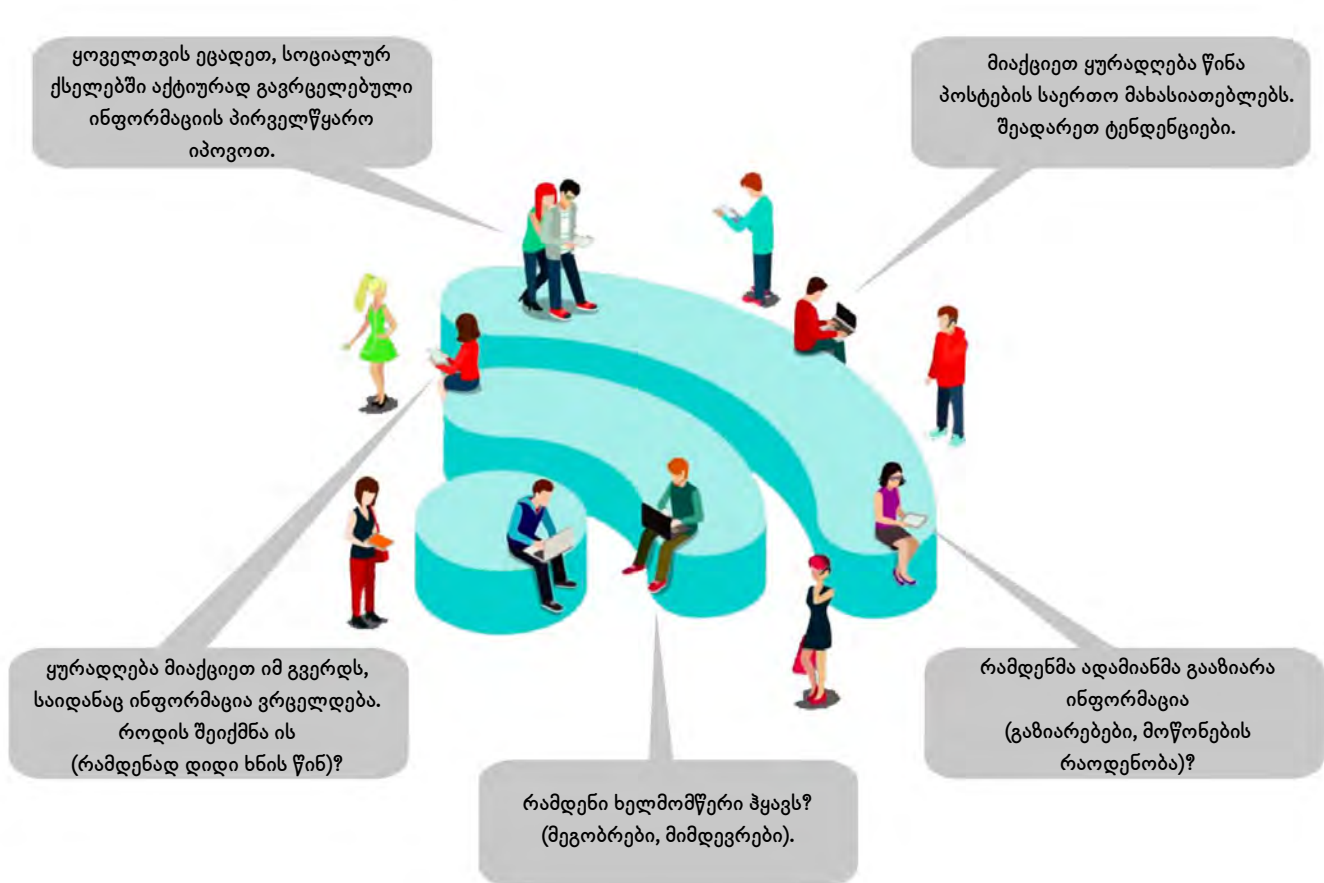 ყოველთვის ეცადეთ, სოციალურ
ქსელებში აქტიურად გავრცელებული
ინფორმაციის პირველწყარო
იპოვოთ.
მიაქციეთ ყურადღება წინა
პოსტების საერთო მახასიათებლებს.
შეადარეთ ტენდენციები.
ყურადღება მიაქციეთ იმ გვერდს,
საიდანაც ინფორმაცია ვრცელდება.
როდის შეიქმნა ის
(რამდენად დიდი ხნის წინ)?
რამდენი ხელმომწერი ჰყავს?
(მეგობრები, მიმდევრები).
რამდენმა ადამიანმა გააზიარა
ინფორმაცია
(გაზიარებები, მოწონების
რაოდენობა)?